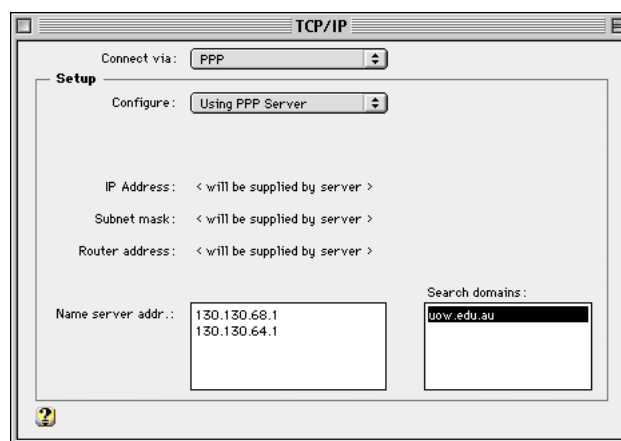 TCP/IP
Connect via: PPP
Setup
Configure: Using PPP Server
IP Address: < will be supplied by server >
Subnet mask: < will be supplied by server >
Router address: < will be supplied by server >
Search domains:
Name server addr.: 130.130.68.1 uow.edu.au
130.130.64.1
?